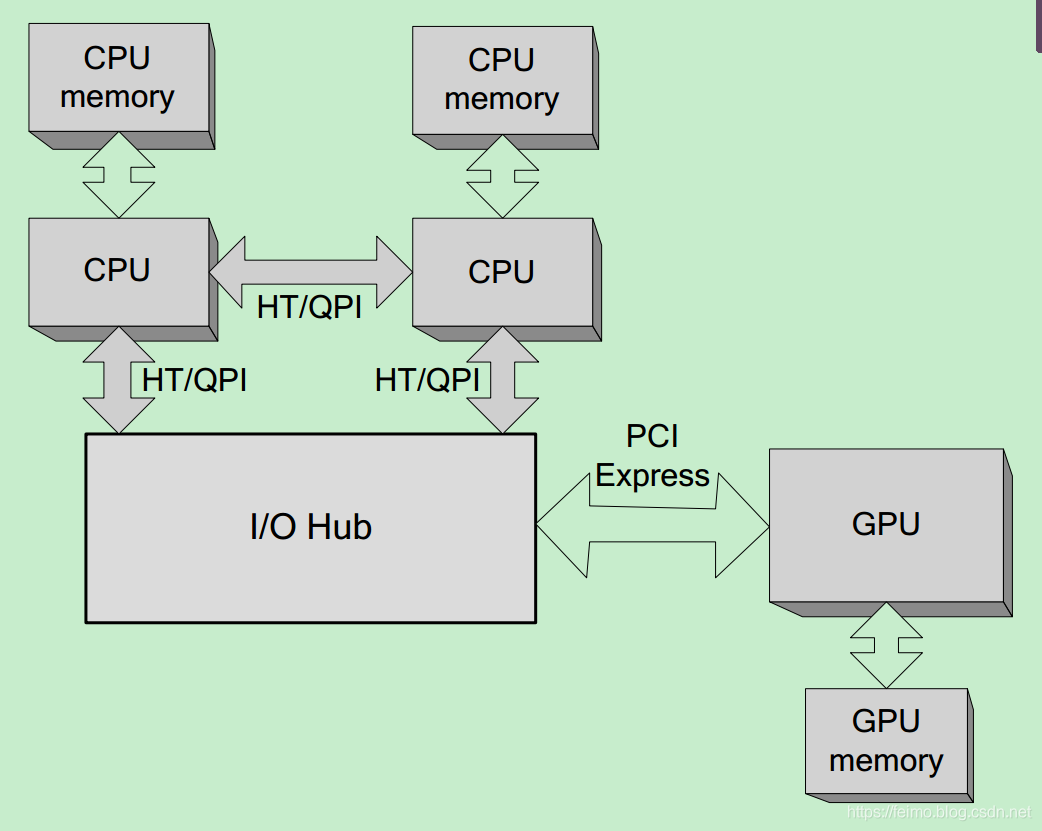 CPU
memory
CPU
memory
CPU
CPU
HT/QPI
HT/QPI
HT/QPI
PCI
Express
I/O Hub
GPU
GPU
memory
https://feimo.blog.csdn.net